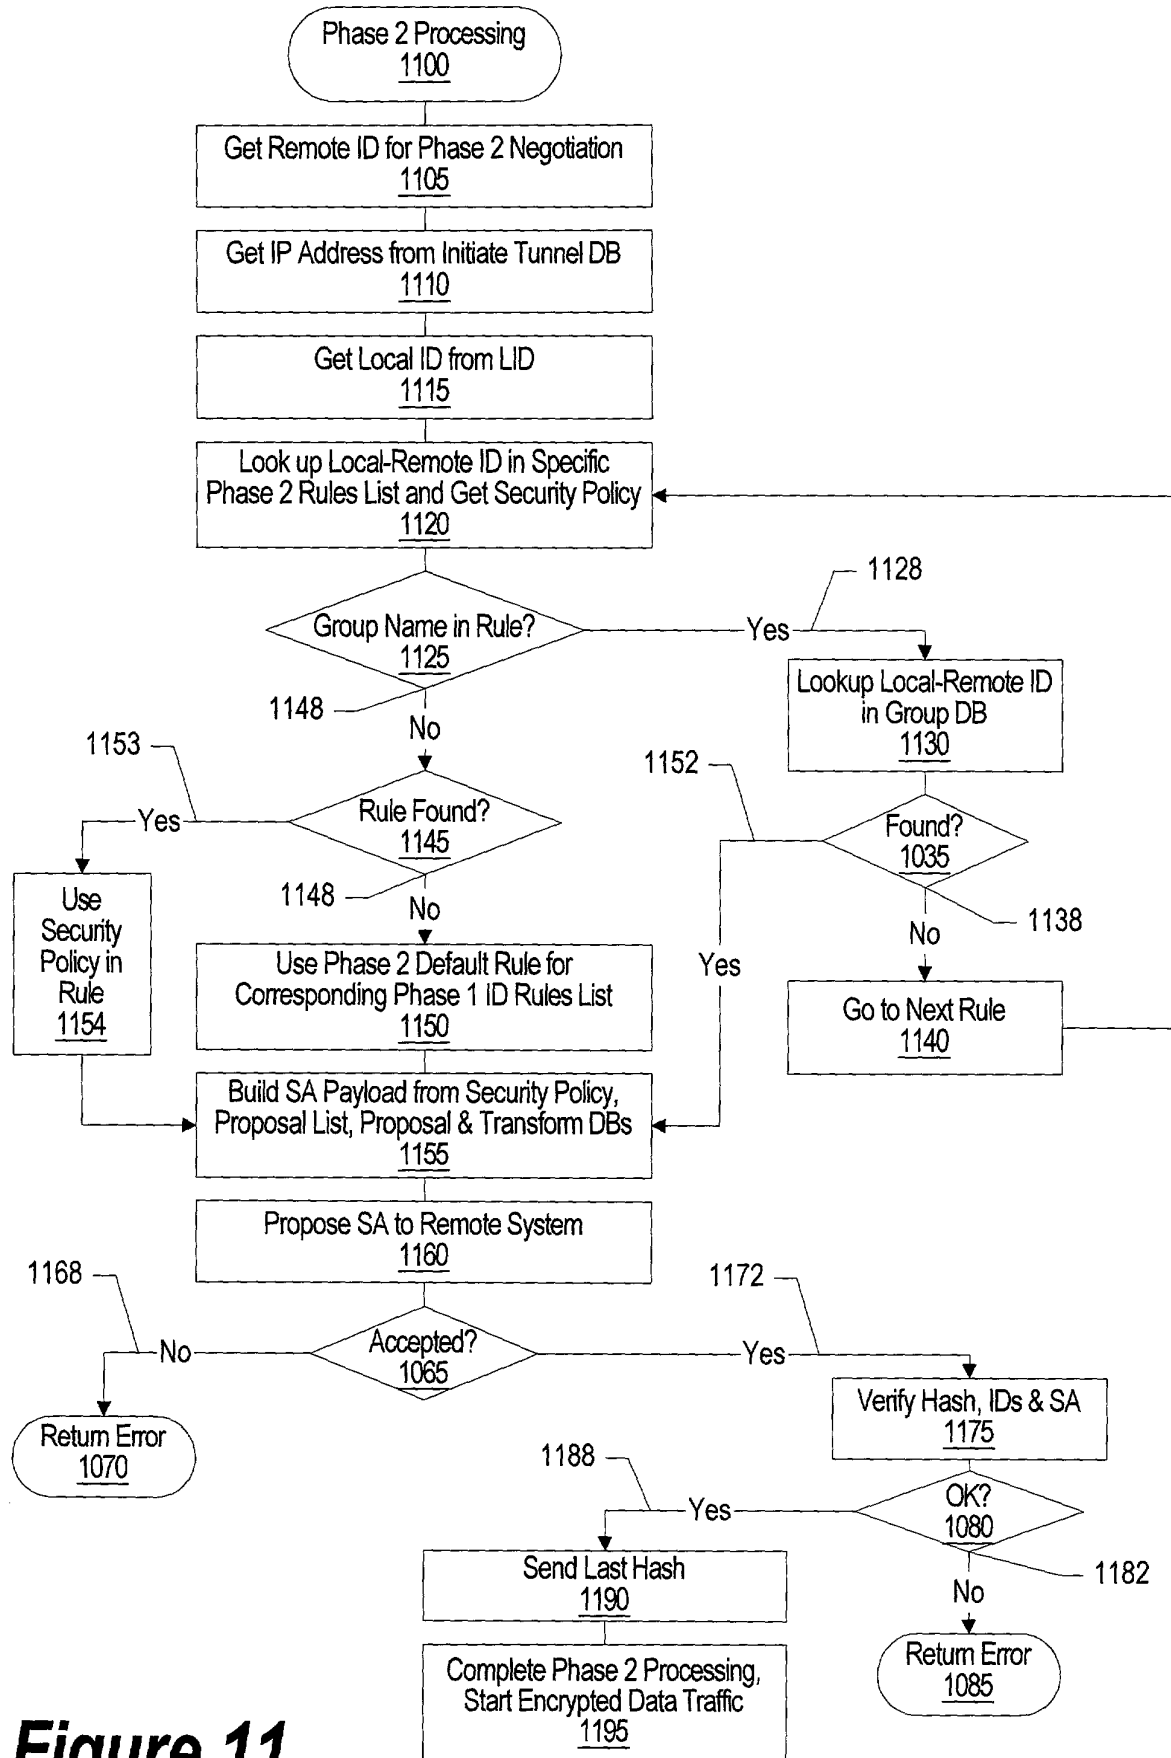 Phase 2 Processing
1100
Get Remote ID for Phase 2 Negotiation
1105
Get IP Address from Initiate Tunnel DB
1110
Get Local ID from LID
1115
Look up Local-Remote ID in Specific
Phase 2 Rules List and Get Security Policy
1120
1128
Group Name in Rule?
1125
Yes
Lookup Local-Remote ID
in Group DB
1130
1148
No
1153
1152
Yes
Rule Found?
1145
Found?
1035
1148
No
1138
No
Use
Security
Policy in
Rule
1154
Use Phase 2 Default Rule for
Corresponding Phase 1 ID Rules List
1150
Yes
Go to Next Rule
1140
Build SA Payload from Security Policy,
Proposal List, Proposal & Transform DBs
1155
Propose SA to Remote System
1160
1168
1172
No
Accepted?
1065
Yes
Return Error
1070
Verify Hash, IDs & SA
1175
1188
Yes
OK?
1080
1182
No
Send Last Hash
1190
Return Error
1085
Complete Phase 2 Processing,
Start Encrypted Data Traffic
1195
Figure 11